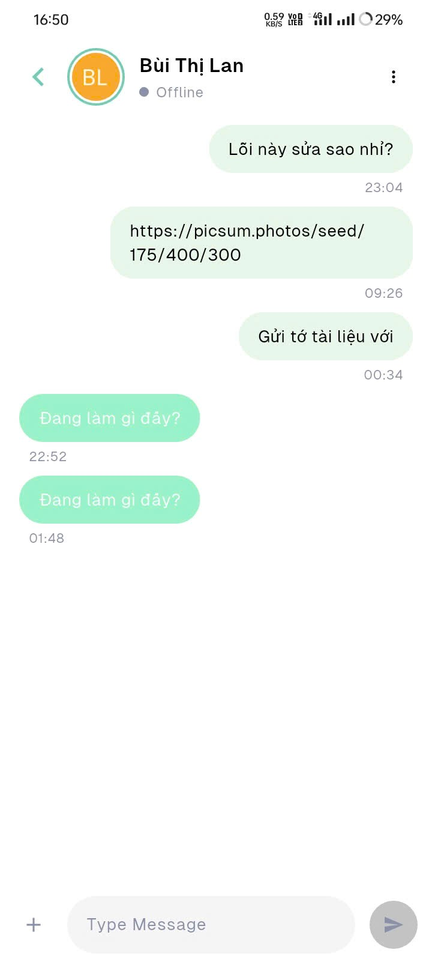 16:50
0.59 KB/S
Vo LTE
4G
29%
BL
Bùi Thị Lan
Offline
Lỗi này sửa sao nhỉ?
23:04
https://picsum.photos/seed/
175/400/300
09:26
Gửi tớ tài liệu với
00:34
Đang làm gì đấy?
22:52
Đang làm gì đấy?
01:48
Type Message